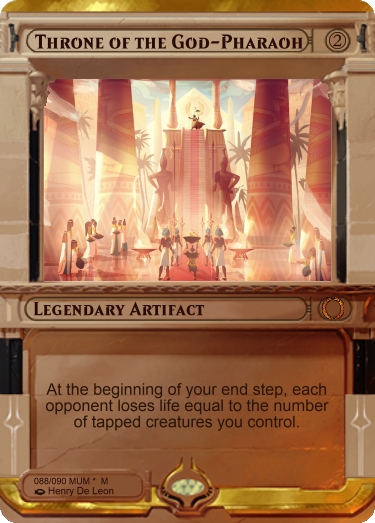 THRONE OF THE GOD-PHARAOH 2
LEGENDARY ARTIFACT
At the beginning of your end step, each
opponent loses life equal to the number
of tapped creatures you control.
088/090 MUM * M
Henry De Leon